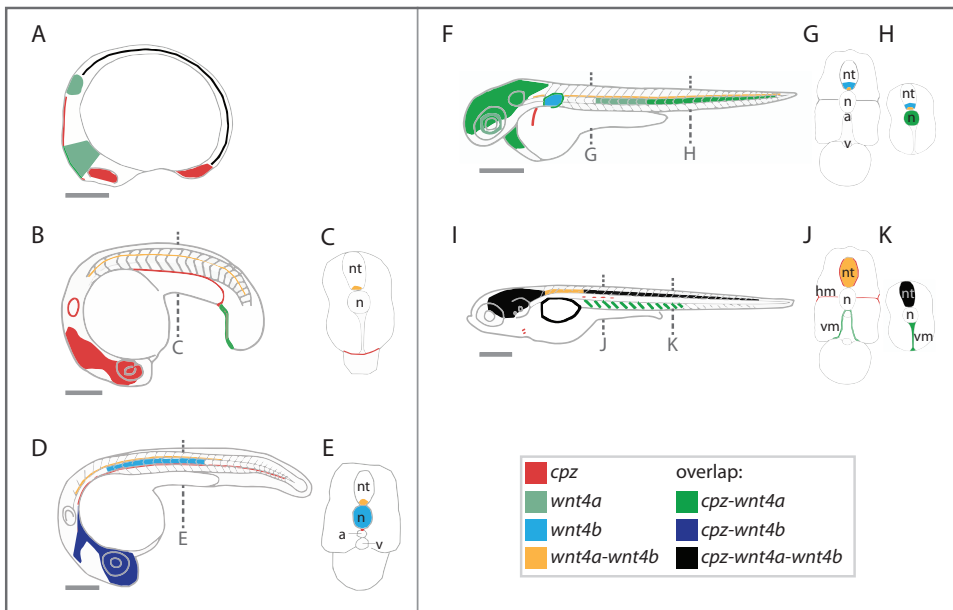 A
B
C
nt
n
C
D
E
nt
n
a
v
E
F
G
H
G
nt
n
a
v
H
nt
n
I
J
K
J
nt
hm
n
vm
K
nt
n
vm
cpz
wnt4a
wnt4b
wnt4a-wnt4b
overlap:
cpz-wnt4a
cpz-wnt4b
cpz-wnt4a-wnt4b